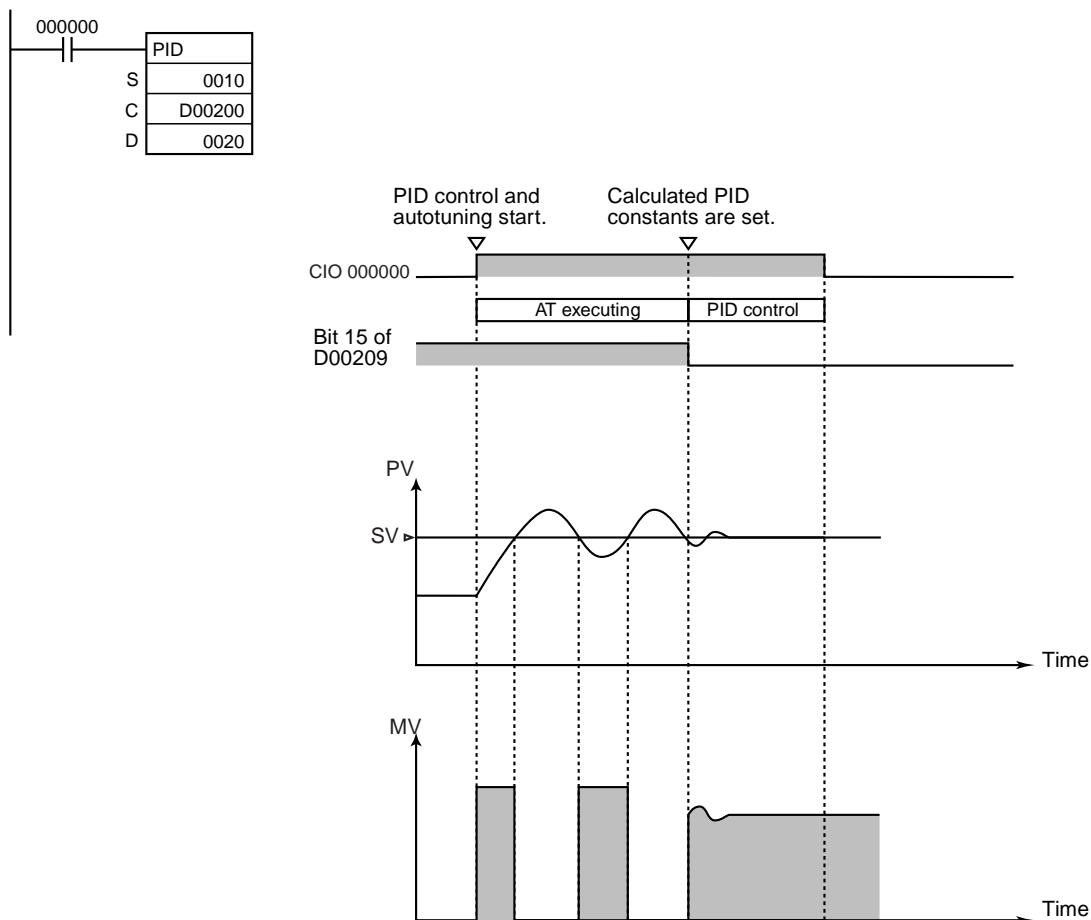 000000
PID
S 0010
C D00200
D 0020
PID control and
autotuning start.
Calculated PID
constants are set.
CIO 000000
AT executing
PID control
Bit 15 of
D00209
PV
SV
Time
MV
Time